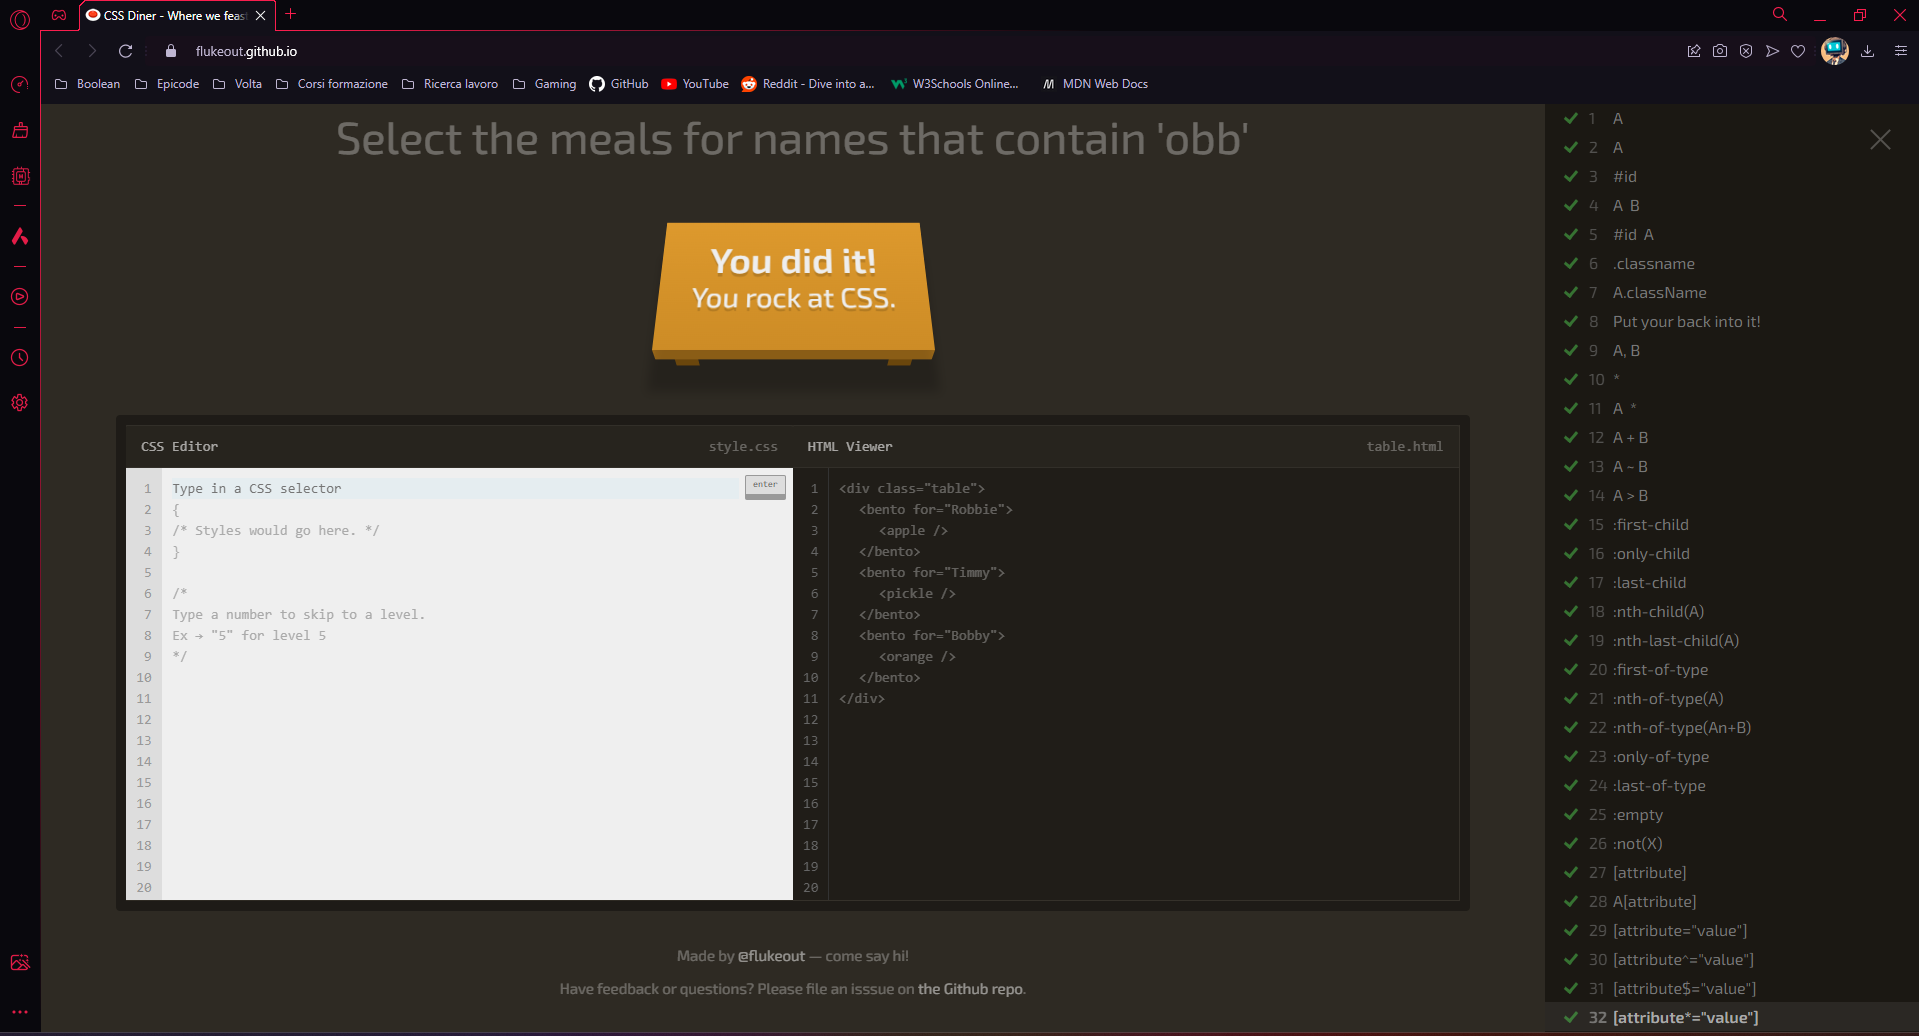 CSS Diner - Where we feas
flukeout.github.io
Boolean
Epicode
Volta
Corsi formazione
Ricerca lavoro
Gaming
GitHub
YouTube
Reddit - Dive into a...
W3Schools Online...
MDN Web Docs
Select the meals for names that contain 'obb'
You did it!
You rock at CSS.
CSS Editor
style.css
1 Type in a CSS selector
enter
2 {
3 /* Styles would go here. */
4 }
5
6 /*
7 Type a number to skip to a level.
8 Ex → "5" for level 5
9 */
10
11
12
13
14
15
16
17
18
19
20
HTML Viewer
table.html
1 <div class="table">
2 <bento for="Robbie">
3 <apple />
4 </bento>
5 <bento for="Timmy">
6 <pickle />
7 </bento>
8 <bento for="Bobby">
9 <orange />
10 </bento>
11 </div>
12
13
14
15
16
17
18
19
20
Made by @flukeout — come say hi!
Have feedback or questions? Please file an isssue on the Github repo.
1 A
2 A
3 #id
4 A B
5 #id A
6 .classname
7 A.className
8 Put your back into it!
9 A, B
10 *
11 A *
12 A + B
13 A ~ B
14 A > B
15 :first-child
16 :only-child
17 :last-child
18 :nth-child(A)
19 :nth-last-child(A)
20 :first-of-type
21 :nth-of-type(A)
22 :nth-of-type(An+B)
23 :only-of-type
24 :last-of-type
25 :empty
26 :not(X)
27 [attribute]
28 A[attribute]
29 [attribute="value"]
30 [attribute^="value"]
31 [attribute$="value"]
32 [attribute*="value"]